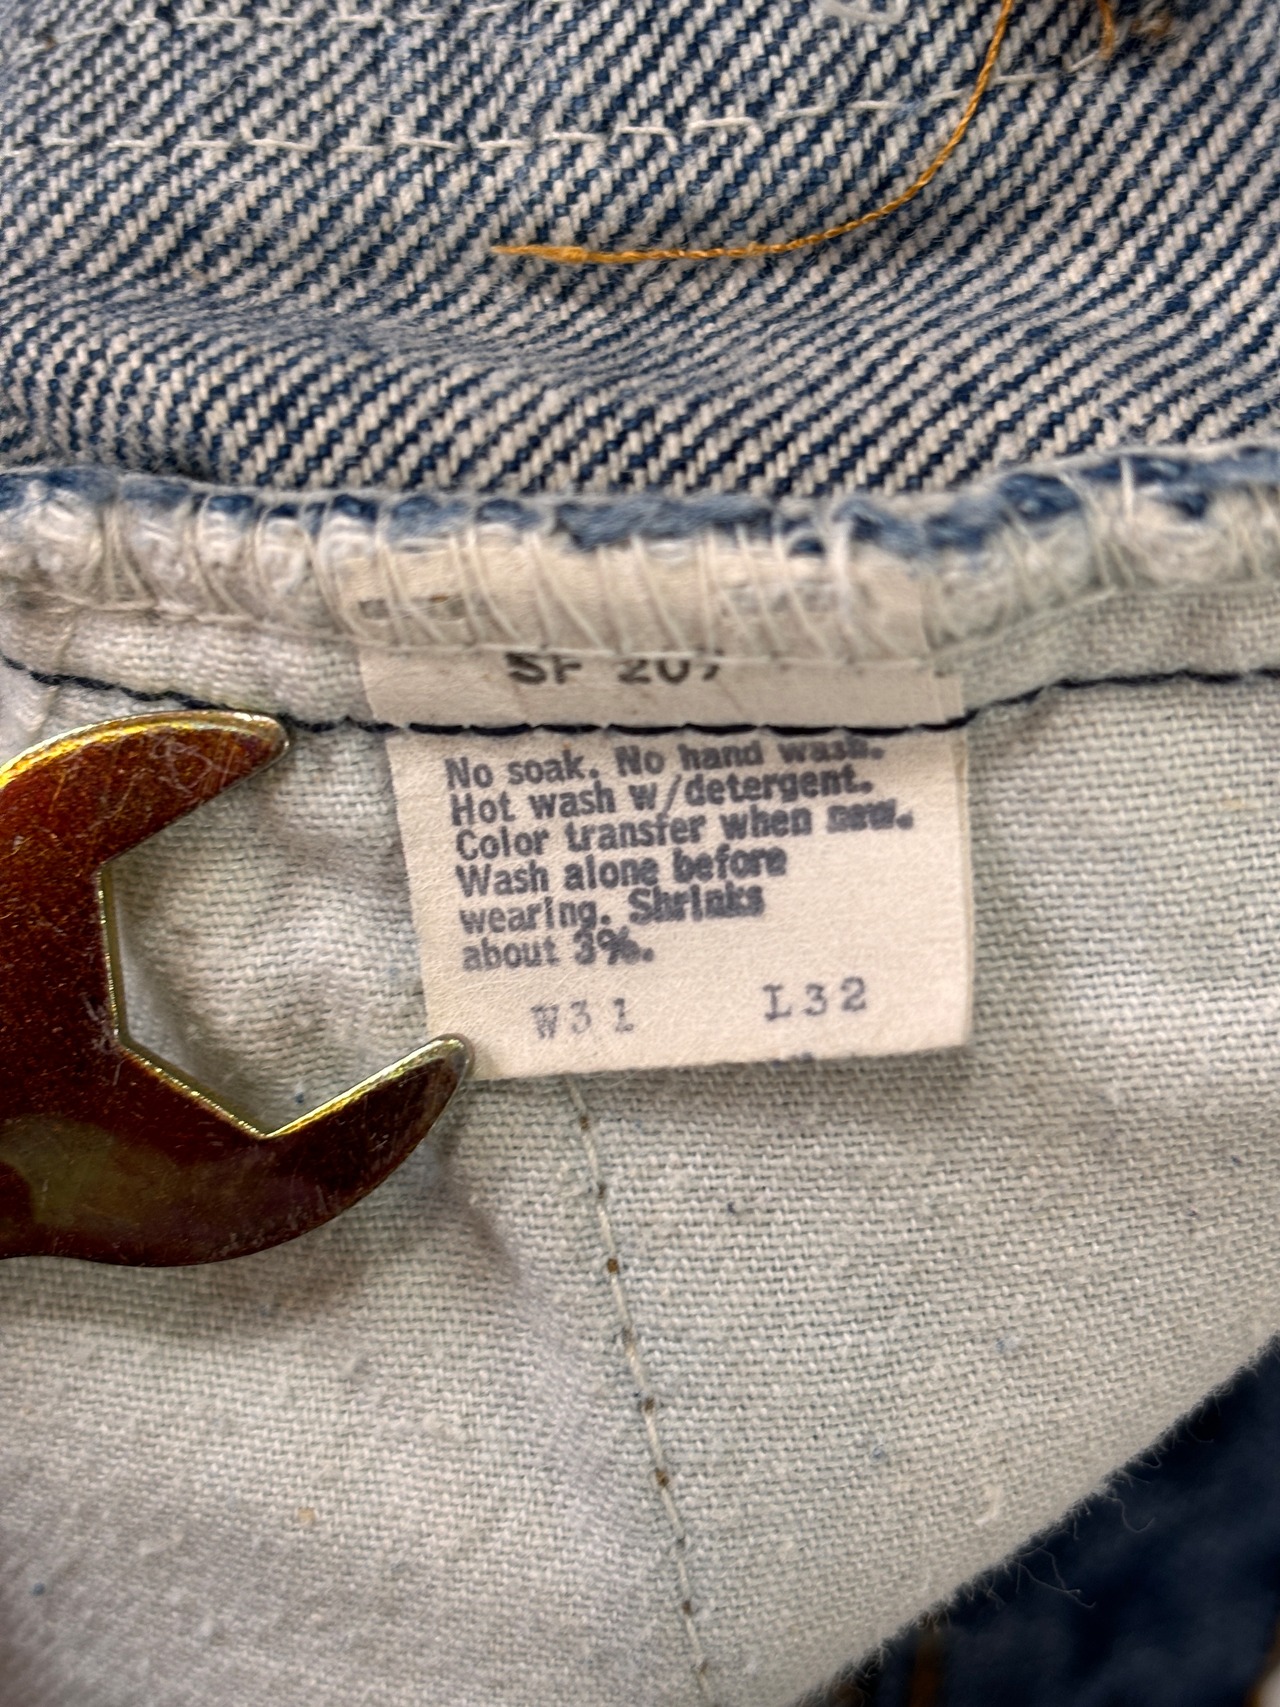 SF 207
No soak. No hand wash.
Hot wash w/detergent.
Color transfer when new.
Wash alone before
wearing. Shrinks
about 3%.
W31 L32